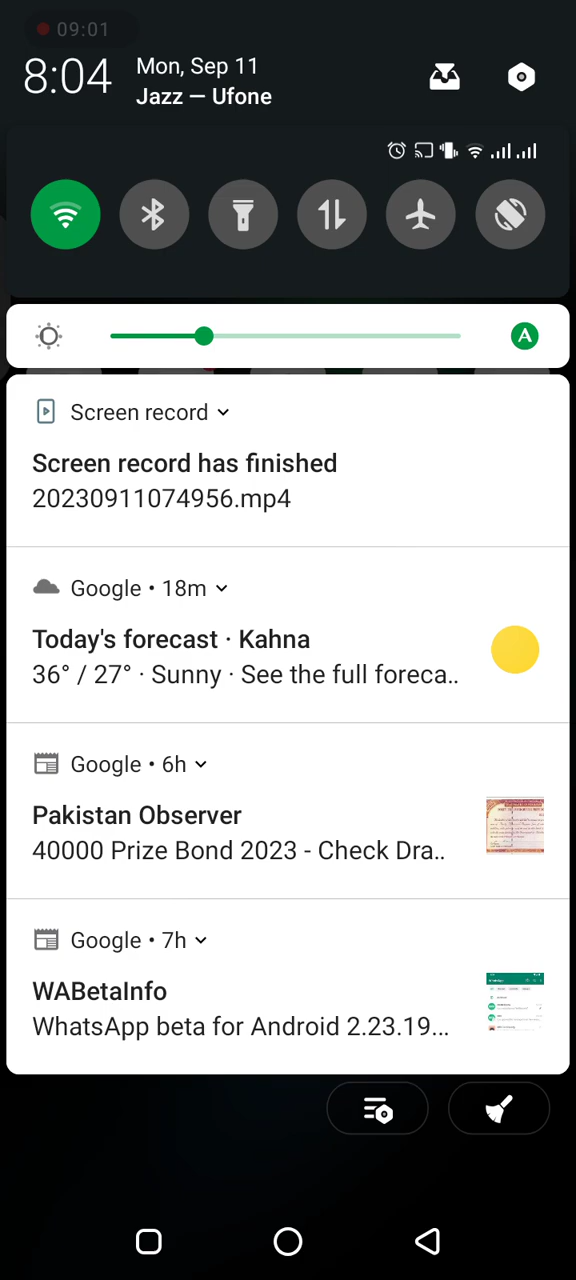 09:01
8:04
Mon, Sep 11
Jazz — Ufone
A
Screen record
Screen record has finished
20230911074956.mp4
Google • 18m
Today's forecast · Kahna
36° / 27° · Sunny · See the full foreca..
Google • 6h
Pakistan Observer
40000 Prize Bond 2023 - Check Dra..
Google • 7h
WABetaInfo
WhatsApp beta for Android 2.23.19...